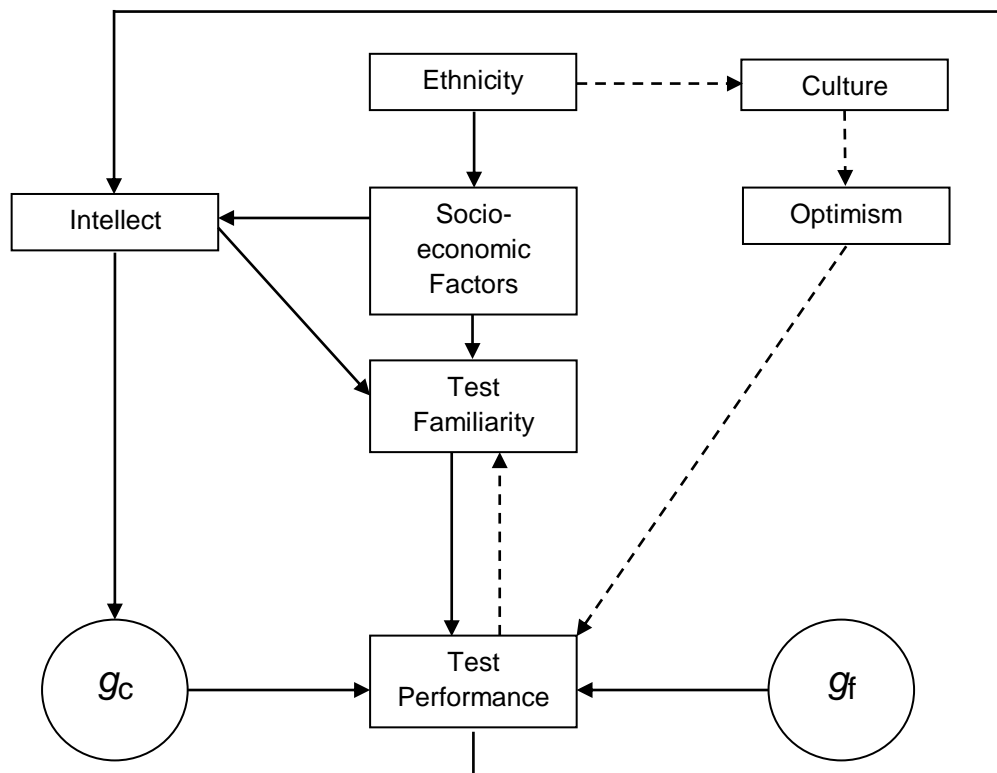 Ethnicity
Culture
Intellect
Socio-
economic
Factors
Optimism
Test
Familiarity
gc
Test
Performance
gf